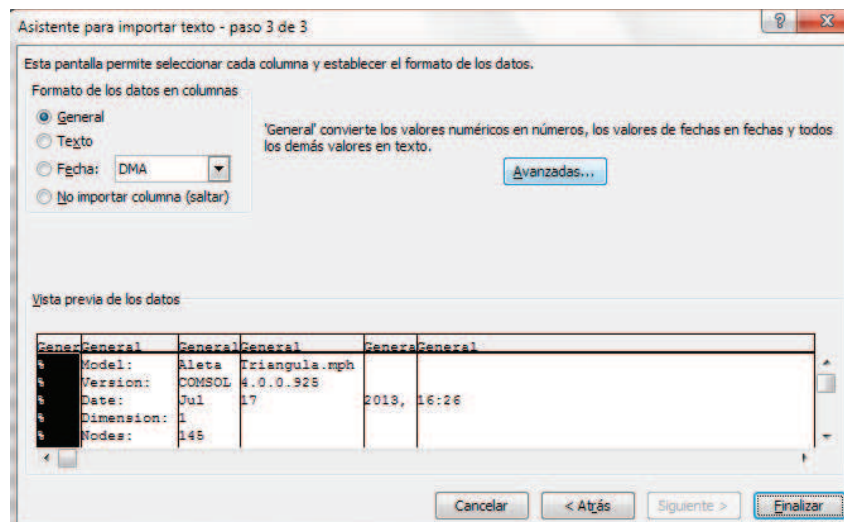 Asistente para importar texto - paso 3 de 3
Esta pantalla permite seleccionar cada columna y establecer el formato de los datos.
Formato de los datos en columnas
General
Texto
Fecha: DMA
No importar columna (saltar)
'General' convierte los valores numéricos en números, los valores de fechas en fechas y todos
los demás valores en texto.
Avanzadas...
Vista previa de los datos
Gener General General General Genera General
% Model: Aleta Triangula.mph
% Version: COMSOL 4.0.0.925
% Date: Jul 17 2013, 16:26
% Dimension: 1
% Nodes: 145
Cancelar < Atrás Siguiente > Finalizar